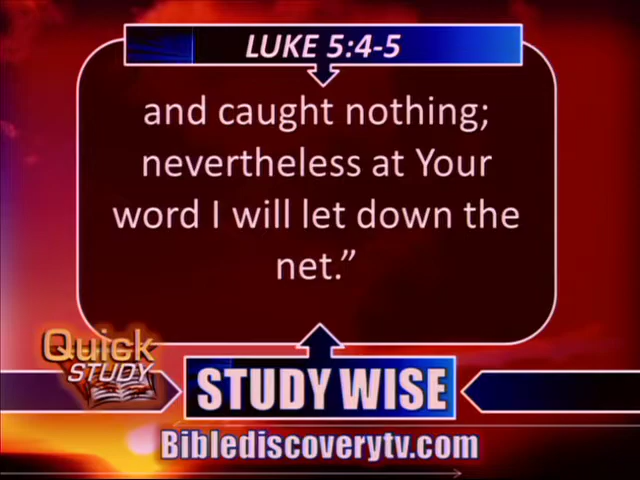 LUKE 5:4-5
and caught nothing;
nevertheless at Your
word I will let down the
net.”
Quick
STUDY
STUDY WISE
Biblediscoverytv.com